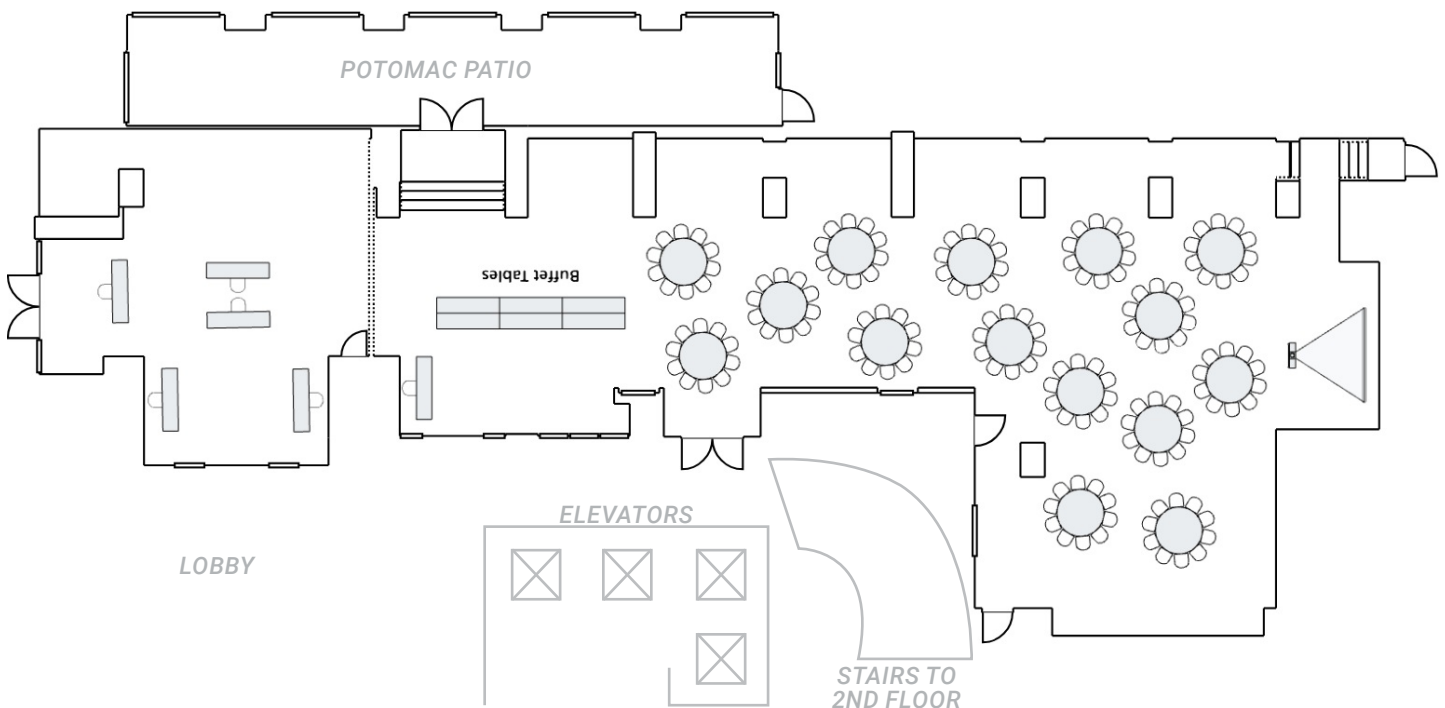 POTOMAC PATIO
Buffet Tables
ELEVATORS
LOBBY
STAIRS TO
2ND FLOOR